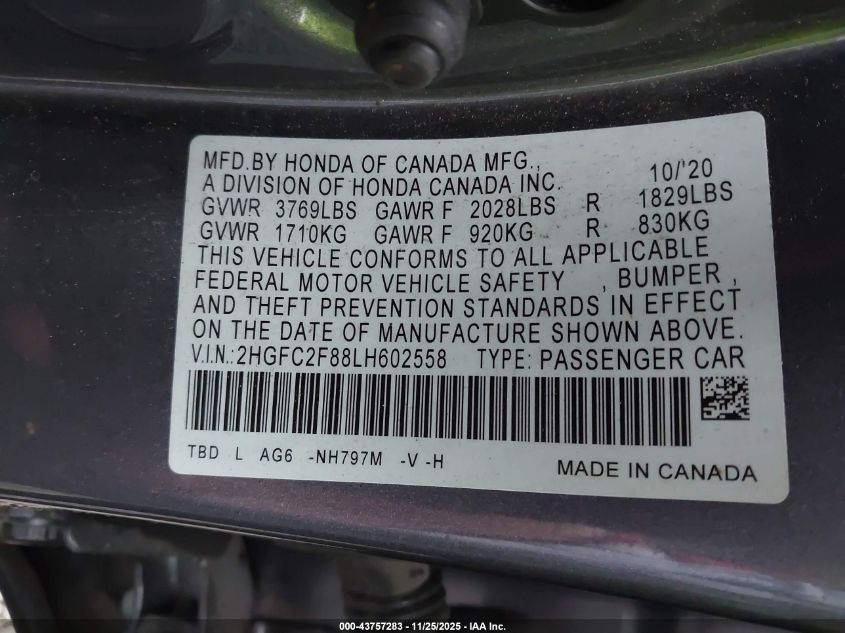 MFD.BY HONDA OF CANADA MFG., 10/'20
A DIVISION OF HONDA CANADA INC.
GVWR 3769LBS GAWR F 2028LBS R 1829LBS
GVWR 1710KG GAWR F 920KG R 830KG
THIS VEHICLE CONFORMS TO ALL APPLICABLE
FEDERAL MOTOR VEHICLE SAFETY , BUMPER ,
AND THEFT PREVENTION STANDARDS IN EFFECT
ON THE DATE OF MANUFACTURE SHOWN ABOVE.
V.I.N.:2HGFC2F88LH602558 TYPE: PASSENGER CAR
TBD L AG6 -NH797M -V -H MADE IN CANADA
000-43757283 - 11/25/2025 - IAA Inc.